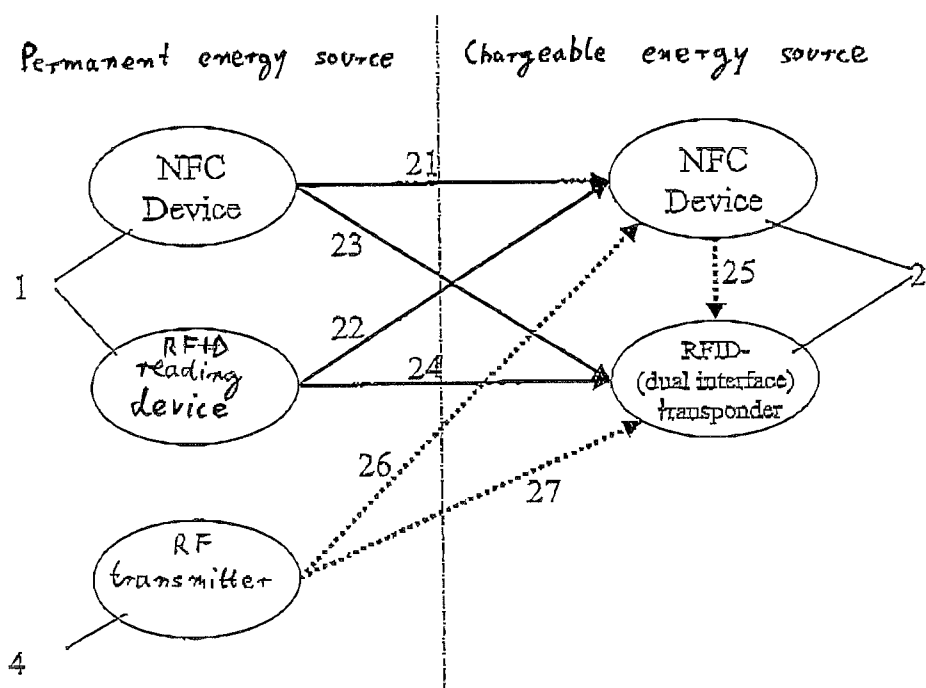 Permanent energy source
Chargeable energy source
NFC
Device
21
NFC
Device
23
25
1
2
22
RFID
reading
device
24
RFID-
(dual interface)
transponder
26
27
RF
transmitter
4